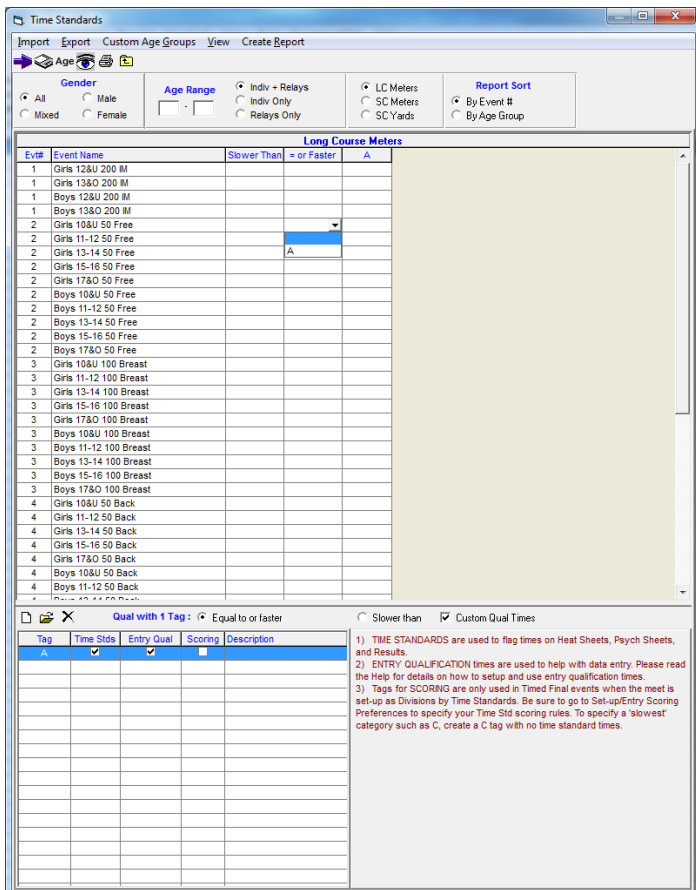 Time Standards
Import Export Custom Age Groups View Create Report
Age
Gender
All Male
Mixed Female
Age Range
-
Indiv + Relays
Indiv Only
Relays Only
LC Meters
SC Meters
SC Yards
Report Sort
By Event #
By Age Group
Long Course Meters
Evt# Event Name Slower Than = or Faster A
1 Girls 12&U 200 IM
1 Girls 13&O 200 IM
1 Boys 12&U 200 IM
1 Boys 13&O 200 IM
2 Girls 10&U 50 Free
2 Girls 11-12 50 Free
2 Girls 13-14 50 Free A
2 Girls 15-16 50 Free
2 Girls 17&O 50 Free
2 Boys 10&U 50 Free
2 Boys 11-12 50 Free
2 Boys 13-14 50 Free
2 Boys 15-16 50 Free
2 Boys 17&O 50 Free
3 Girls 10&U 100 Breast
3 Girls 11-12 100 Breast
3 Girls 13-14 100 Breast
3 Girls 15-16 100 Breast
3 Girls 17&O 100 Breast
3 Boys 10&U 100 Breast
3 Boys 11-12 100 Breast
3 Boys 13-14 100 Breast
3 Boys 15-16 100 Breast
3 Boys 17&O 100 Breast
4 Girls 10&U 50 Back
4 Girls 11-12 50 Back
4 Girls 13-14 50 Back
4 Girls 15-16 50 Back
4 Girls 17&O 50 Back
4 Boys 10&U 50 Back
4 Boys 11-12 50 Back
Qual with 1 Tag : Equal to or faster Slower than Custom Qual Times
Tag Time Stds Entry Qual Scoring Description
A
1) TIME STANDARDS are used to flag times on Heat Sheets, Psych Sheets,
and Results.
2) ENTRY QUALIFICATION times are used to help with data entry. Please read
the Help for details on how to setup and use entry qualification times.
3) Tags for SCORING are only used in Timed Final events when the meet is
set-up as Divisions by Time Standards. Be sure to go to Set-up/Entry Scoring
Preferences to specify your Time Std scoring rules. To specify a 'slowest'
category such as C, create a C tag with no time standard times.